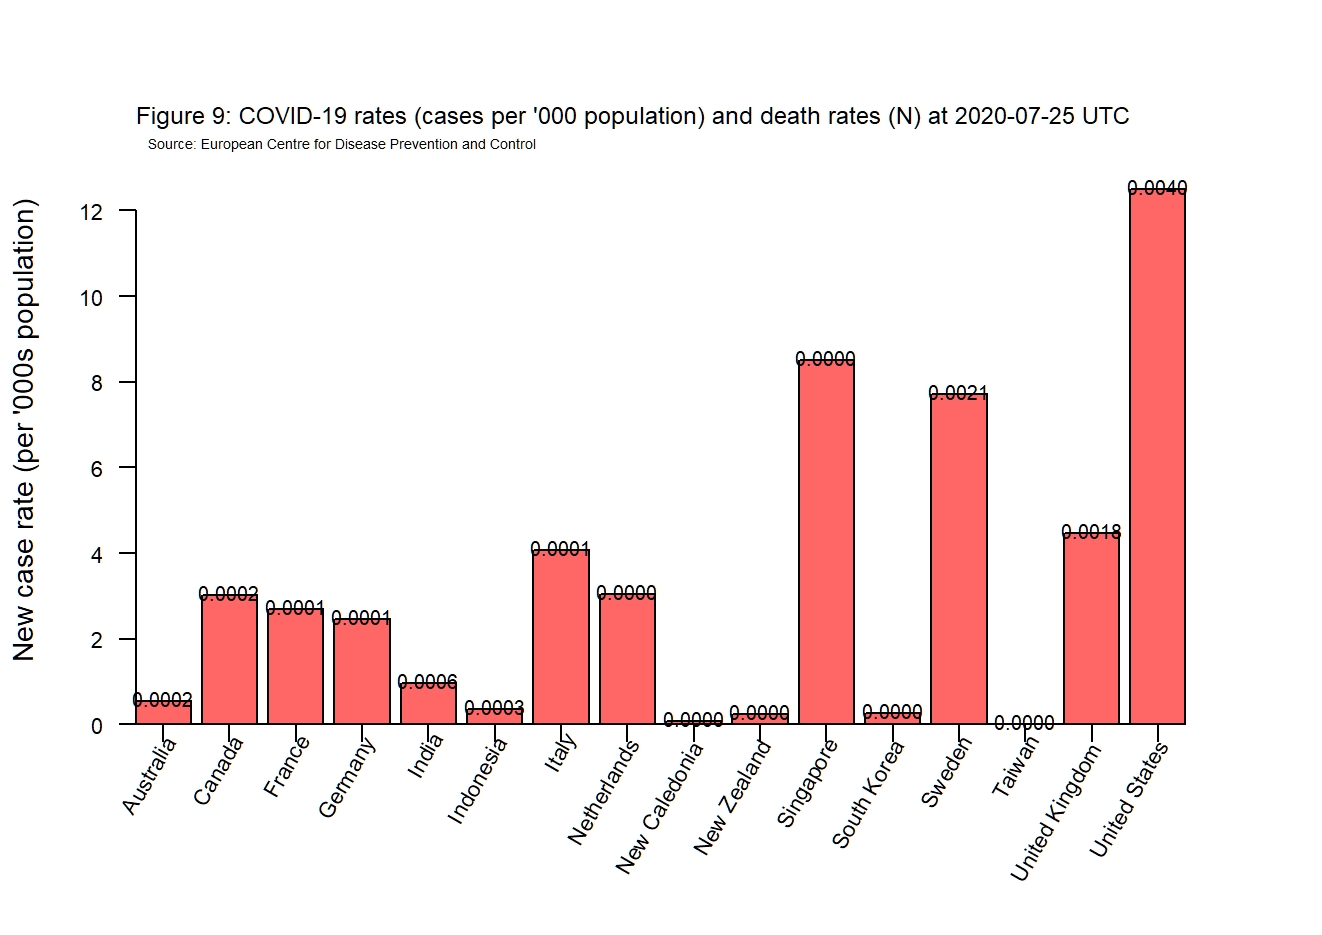 Figure 9: COVID-19 rates (cases per '000 population) and death rates (N) at 2020-07-25 UTC
Source: European Centre for Disease Prevention and Control
New case rate (per '000s population)
12
10
8
6
4
2
0
0.0002
0.0002
0.0001
0.0001
0.0006
0.0003
0.0001
0.0000
0.0000
0.0000
0.0000
0.0000
0.0021
0.0000
0.0018
0.0040
Australia
Canada
France
Germany
India
Indonesia
Italy
Netherlands
New Caledonia
New Zealand
Singapore
South Korea
Sweden
Taiwan
United Kingdom
United States